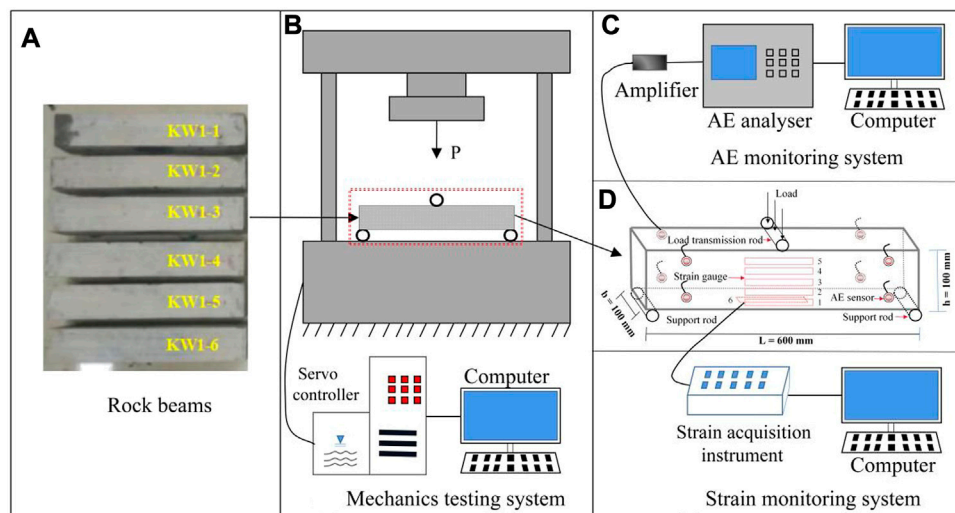 A
KW1-1
KW1-2
KW1-3
KW1-4
KW1-5
KW1-6
Rock beams
B
P
Servo
controller
Computer
Mechanics testing system
C
Amplifier
AE analyser
Computer
AE monitoring system
D
Load
Load transmission rod
Strain gauge
5
4
3
2
6
1
AE sensor
Support rod
Support rod
b = 100 mm
h = 100 mm
L = 600 mm
Strain acquisition
instrument
Computer
Strain monitoring system